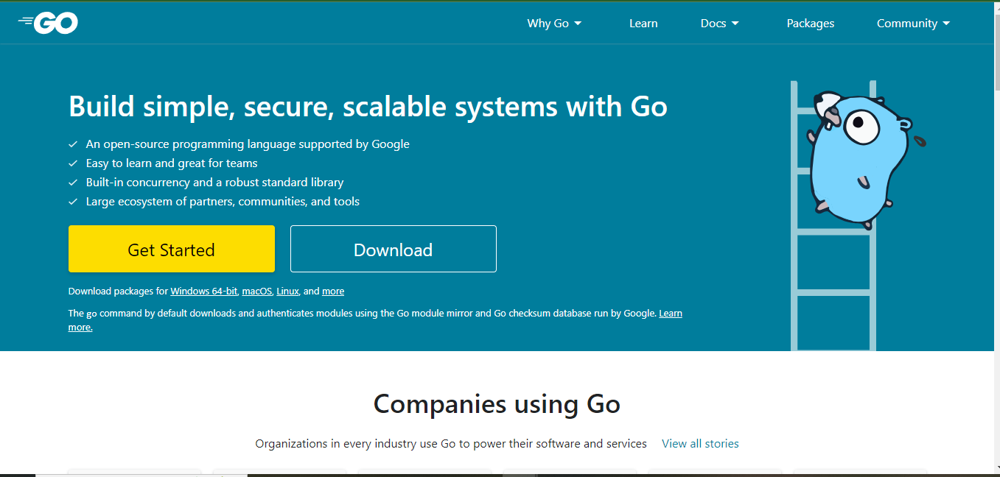 GO
Why Go
Learn
Docs
Packages
Community
Build simple, secure, scalable systems with Go
An open-source programming language supported by Google
Easy to learn and great for teams
Built-in concurrency and a robust standard library
Large ecosystem of partners, communities, and tools
Get Started
Download
Download packages for Windows 64-bit, macOS, Linux, and more
The go command by default downloads and authenticates modules using the Go module mirror and Go checksum database run by Google. Learn
more.
Companies using Go
Organizations in every industry use Go to power their software and services View all stories